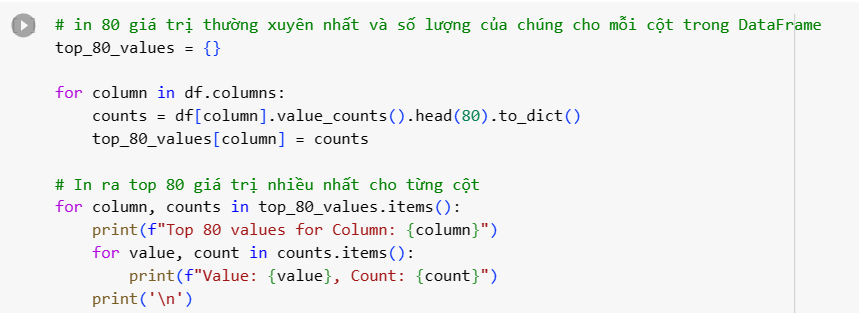 # in 80 giá trị thường xuyên nhất và số lượng của chúng cho mỗi cột trong DataFrame
top_80_values = {}
for column in df.columns:
    counts = df[column].value_counts().head(80).to_dict()
    top_80_values[column] = counts
# In ra top 80 giá trị nhiều nhất cho từng cột
for column, counts in top_80_values.items():
    print(f"Top 80 values for Column: {column}")
    for value, count in counts.items():
        print(f"Value: {value}, Count: {count}")
    print('\n')